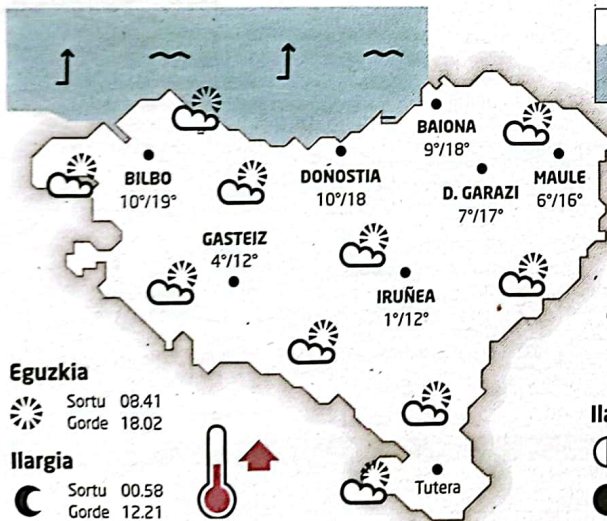 BAIONA
9°/18°
BILBO
10°/19°
DONOSTIA
10°/18
D. GARAZI
7°/17°
MAULE
6°/16°
GASTEIZ
4°/12°
IRUÑEA
1°/12°
Eguzkia
Sortu 08.41
Gorde 18.02
Ilargia
Sortu 00.58
Gorde 12.21
Tutera